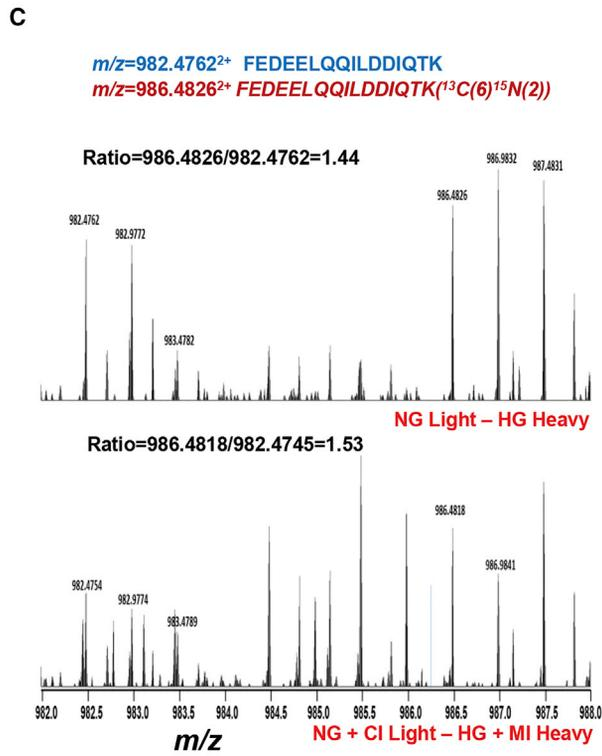 C
m/z=982.4762²⁺ FEDEELQQILDDIQTK
m/z=986.4826²⁺ FEDEELQQILDDIQTK(¹³C(6)¹⁵N(2))
Ratio=986.4826/982.4762=1.44
986.9832
987.4831
986.4826
982.4762
982.9772
983.4782
NG Light – HG Heavy
Ratio=986.4818/982.4745=1.53
986.4818
986.9841
982.4754
982.9774
983.4789
982.0 982.5 983.0 983.5 984.0 984.5 985.0 985.5 986.0 986.5 987.0 987.5 988.0
m/z
NG + CI Light – HG + MI Heavy